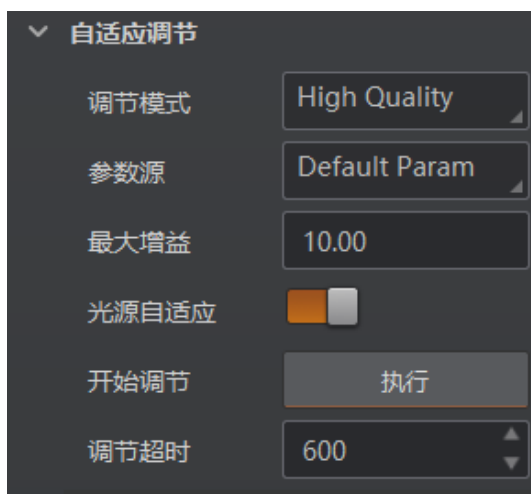 自适应调节
调节模式 High Quality
参数源 Default Param
最大增益 10.00
光源自适应
开始调节 执行
调节超时 600